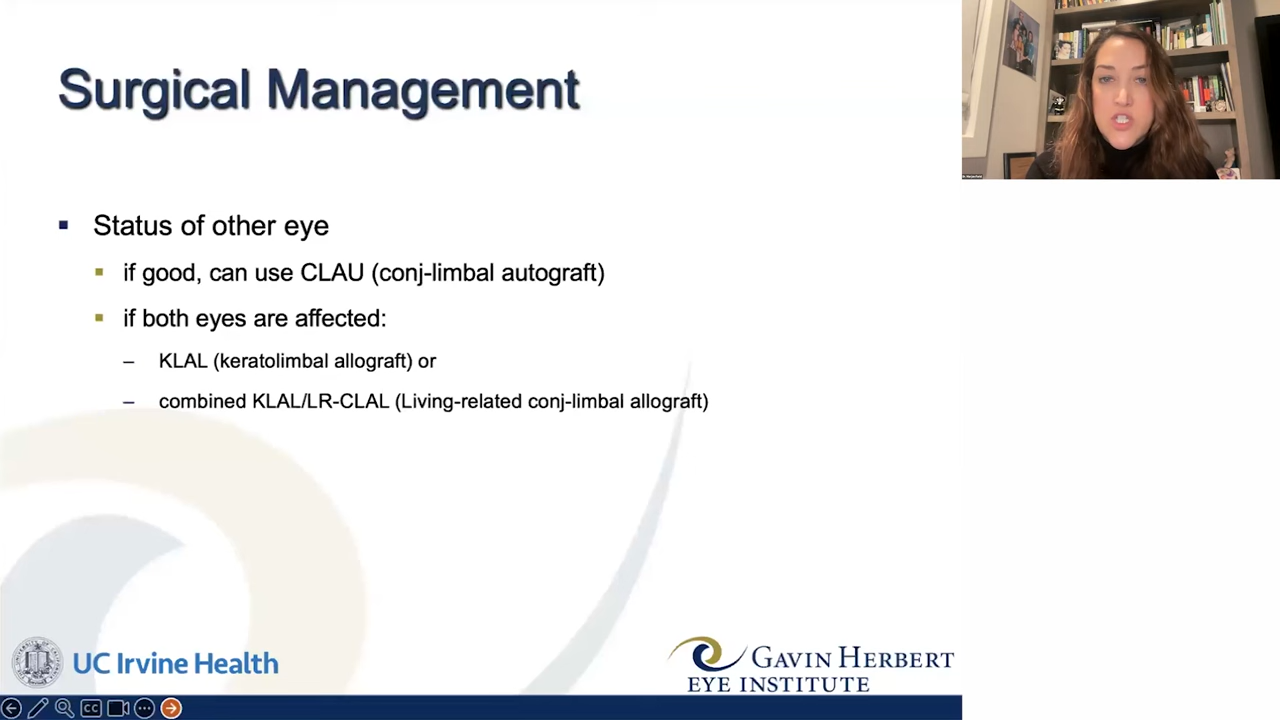 Surgical Management
Status of other eye
if good, can use CLAU (conj-limbal autograft)
if both eyes are affected:
– KLAL (keratolimbal allograft) or
– combined KLAL/LR-CLAL (Living-related conj-limbal allograft)
UC Irvine Health
GAVIN HERBERT
EYE INSTITUTE
CC